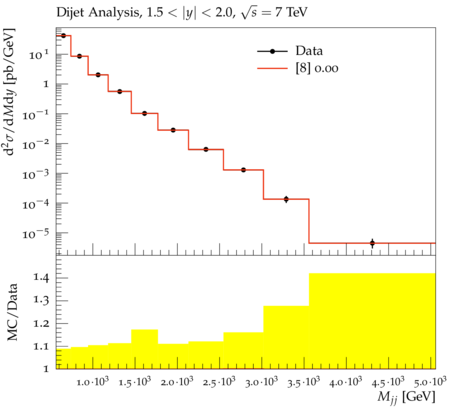 Dijet Analysis, 1.5 < |y| < 2.0, √s = 7 TeV
d²σ/dMdy [pb/GeV]
Data
[8] 0.00
10¹
1
10⁻¹
10⁻²
10⁻³
10⁻⁴
10⁻⁵
MC/Data
1.4
1.3
1.2
1.1
1
1.0·10³ 1.5·10³ 2.0·10³ 2.5·10³ 3.0·10³ 3.5·10³ 4.0·10³ 4.5·10³ 5.0·10³
Mjj [GeV]